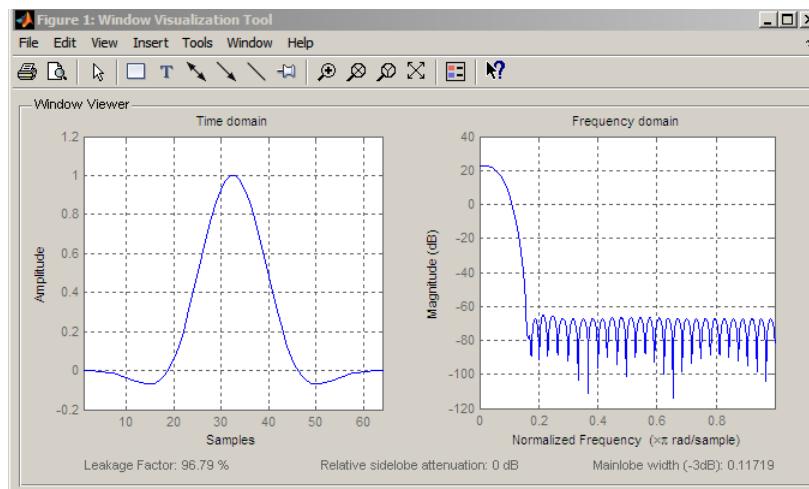 Figure 1: Window Visualization Tool
File Edit View Insert Tools Window Help
Window Viewer
Time domain
1.2
1
0.8
0.6
0.4
0.2
0
-0.2
10 20 30 40 50 60
Amplitude
Samples
Frequency domain
40
20
0
-20
-40
-60
-80
-100
-120
0 0.2 0.4 0.6 0.8
Magnitude (dB)
Normalized Frequency (×π rad/sample)
Leakage Factor: 96.79 % Relative sidelobe attenuation: 0 dB Mainlobe width (-3dB): 0.11719